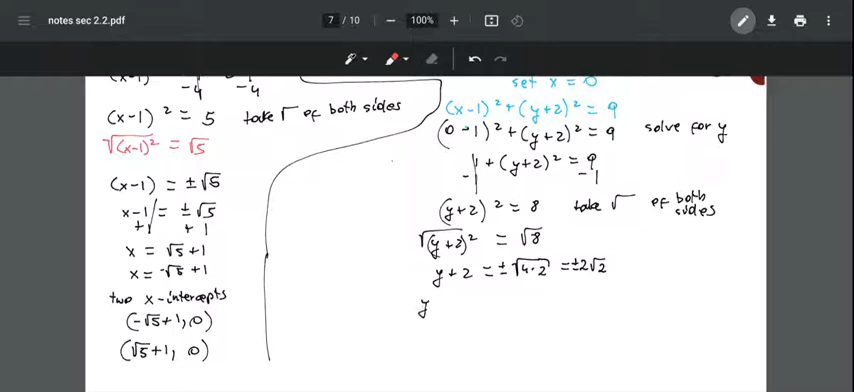 notes sec 2.2.pdf
7 / 10
100%
−4 −4
(x-1)² = 5 take √ of both sides
√(x-1)² = √5
(x-1) = ±√5
x-1 = ±√5
+1 +1
x = √5 +1
x = -√5 +1
two x-intercepts
(-√5+1, 0)
(√5+1, 0)
set x = 0
(x-1)² + (y+2)² = 9
(0-1)² + (y+2)² = 9 solve for y
1 + (y+2)² = 9
-1 -1
(y+2)² = 8 take √ of both sides
√(y+2)² = √8
y+2 = ±√4·2 = ±2√2
y